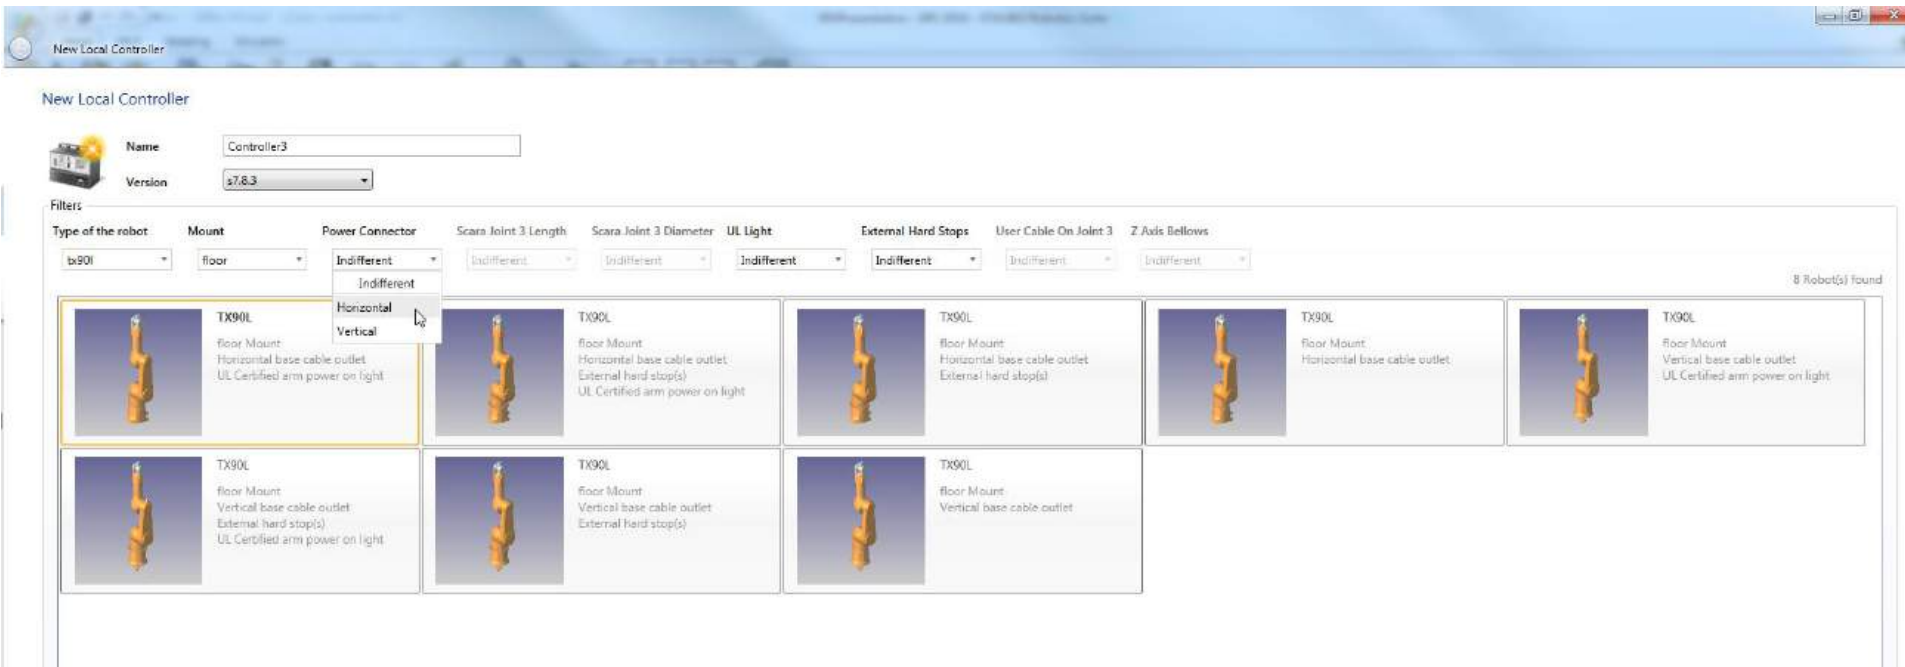 New Local Controller
New Local Controller
Name Controller3
Version s7.8.3
Filters
Type of the robot Mount Power Connector Scara Joint 3 Length Scara Joint 3 Diameter UL Light External Hard Stops User Cable On Joint 3 Z Axis Bellows
tx90l floor Indifferent Indifferent Indifferent Indifferent Indifferent Indifferent Indifferent
Indifferent
Horizontal
Vertical
8 Robot(s) found
TX90L
floor Mount
Horizontal base cable outlet
UL Certified arm power on light
TX90L
floor Mount
Horizontal base cable outlet
External hard stop(s)
UL Certified arm power on light
TX90L
floor Mount
Horizontal base cable outlet
External hard stop(s)
TX90L
floor Mount
Horizontal base cable outlet
TX90L
floor Mount
Vertical base cable outlet
UL Certified arm power on light
TX90L
floor Mount
Vertical base cable outlet
External hard stop(s)
UL Certified arm power on light
TX90L
floor Mount
Vertical base cable outlet
External hard stop(s)
TX90L
floor Mount
Vertical base cable outlet